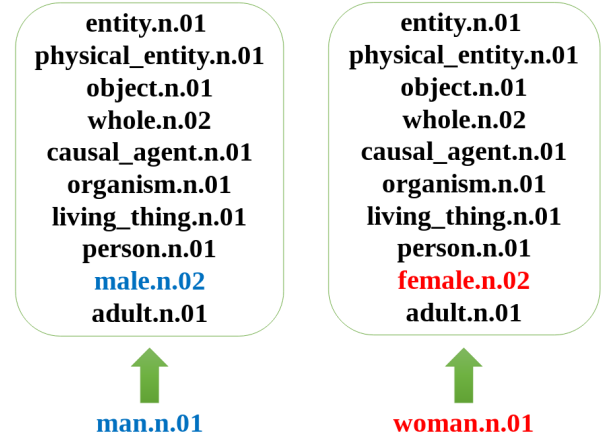 entity.n.01
physical_entity.n.01
object.n.01
whole.n.02
causal_agent.n.01
organism.n.01
living_thing.n.01
person.n.01
male.n.02
adult.n.01
man.n.01
entity.n.01
physical_entity.n.01
object.n.01
whole.n.02
causal_agent.n.01
organism.n.01
living_thing.n.01
person.n.01
female.n.02
adult.n.01
woman.n.01